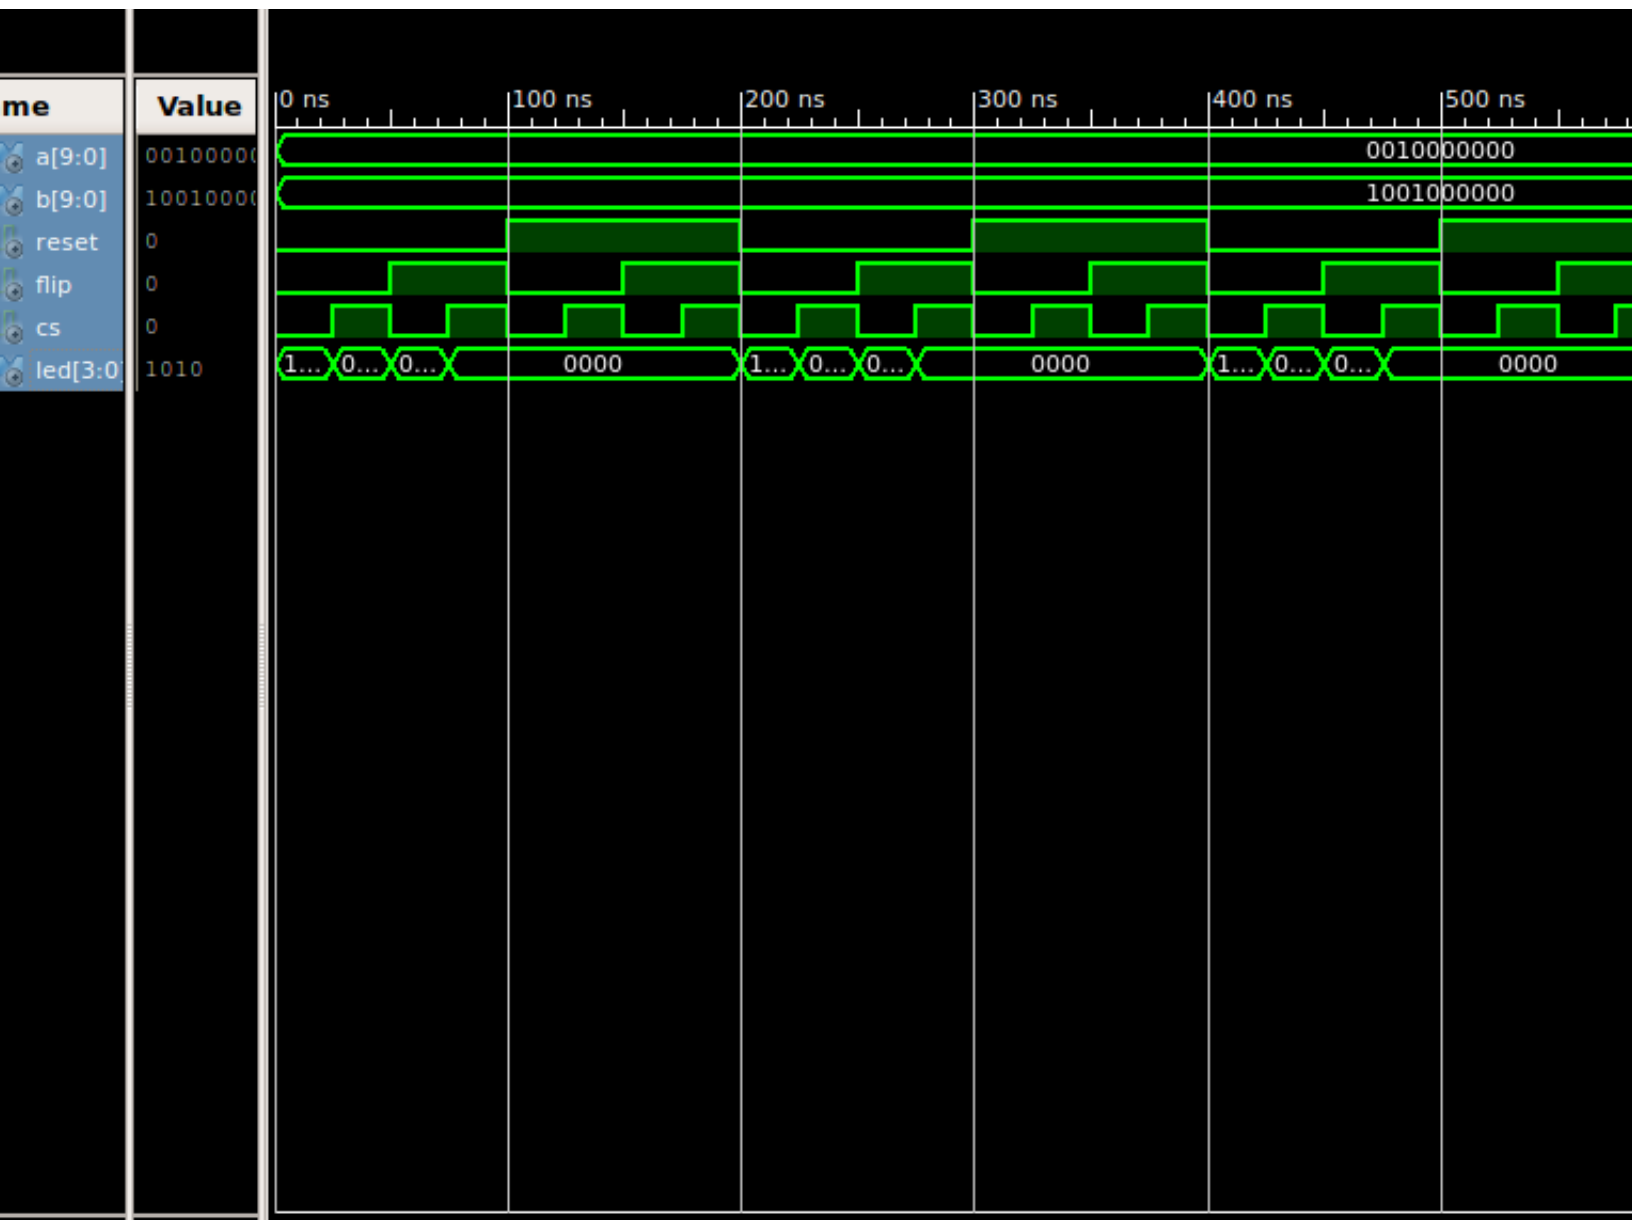 0 ns 100 ns 200 ns 300 ns 400 ns 500 ns
me Value
a[9:0] 00100000 0010000000
b[9:0] 10010000 1001000000
reset 0
flip 0
cs 0
led[3:0 1010 1... 0... 0... 0000 1... 0... 0... 0000 1... 0... 0... 0000